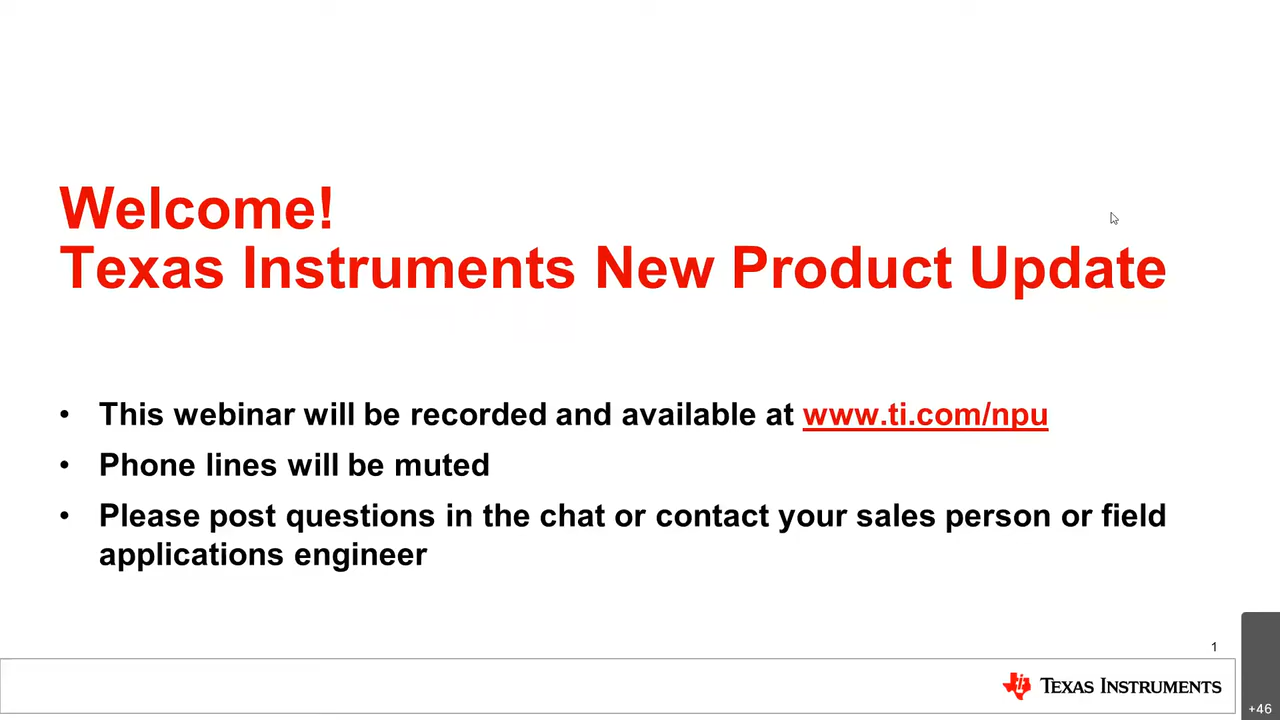 Welcome!
Texas Instruments New Product Update
• This webinar will be recorded and available at www.ti.com/npu
• Phone lines will be muted
• Please post questions in the chat or contact your sales person or field
applications engineer
1
TEXAS INSTRUMENTS
+46